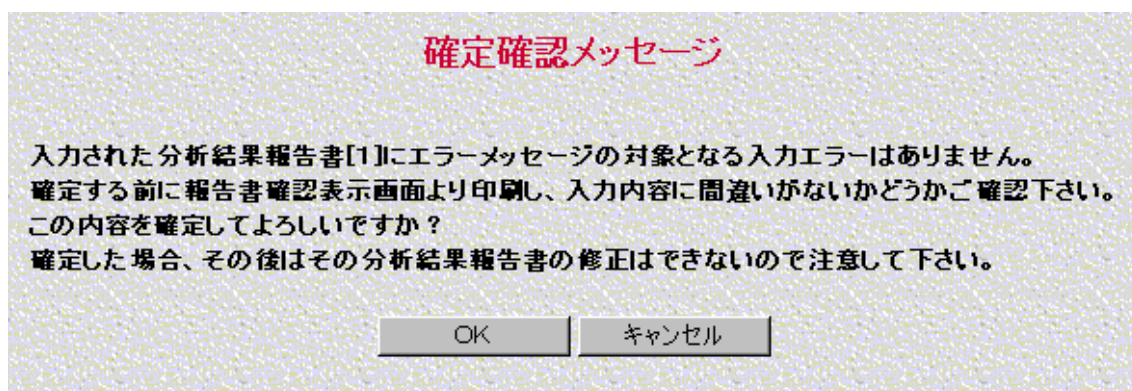 確定確認メッセージ
入力された分析結果報告書[1]にエラーメッセージの対象となる入力エラーはありません。
確定する前に報告書確認表示画面より印刷し、入力内容に間違いがないかどうかご確認下さい。
この内容を確定してよろしいですか？
確定した場合、その後はその分析結果報告書の修正はできないので注意して下さい。
OK キャンセル